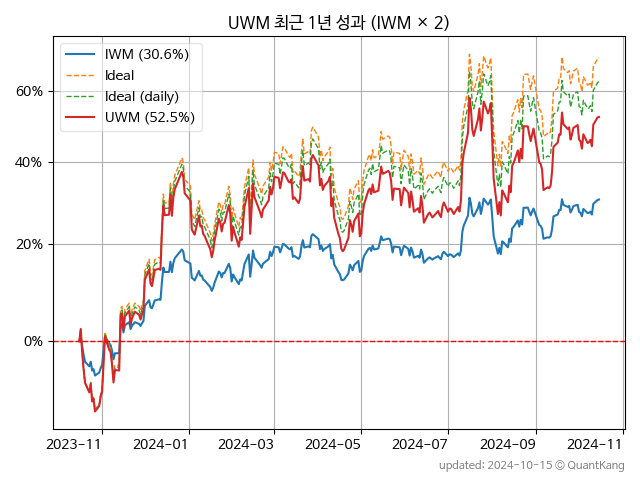 UWM 최근 1년 성과 (IWM × 2)
IWM (30.6%)
Ideal
Ideal (daily)
UWM (52.5%)
60%
40%
20%
0%
2023-11
2024-01
2024-03
2024-05
2024-07
2024-09
2024-11
updated: 2024-10-15 © QuantKang